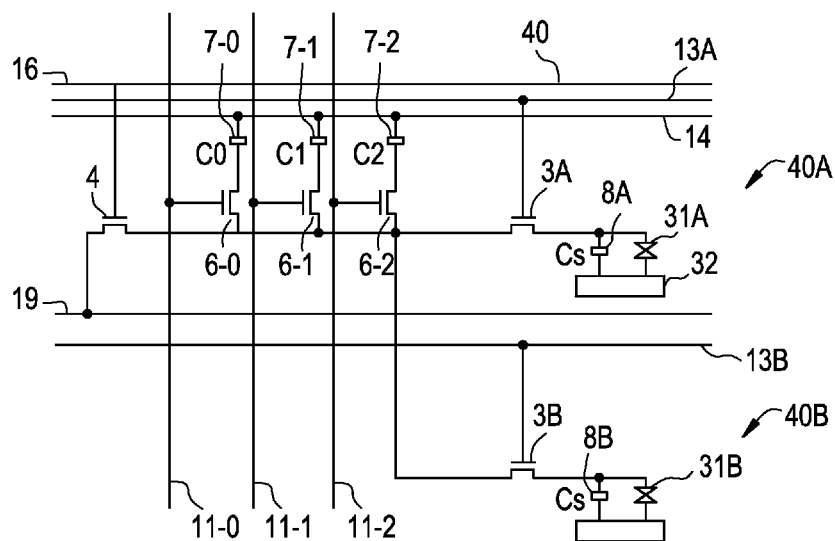 7-0 7-1 7-2 40 13A
16
14
C0 C1 C2
40A
4 3A 8A 31A
6-0 6-1 6-2 Cs 32
19
13B
40B
3B 8B 31B
Cs
11-0 11-1 11-2